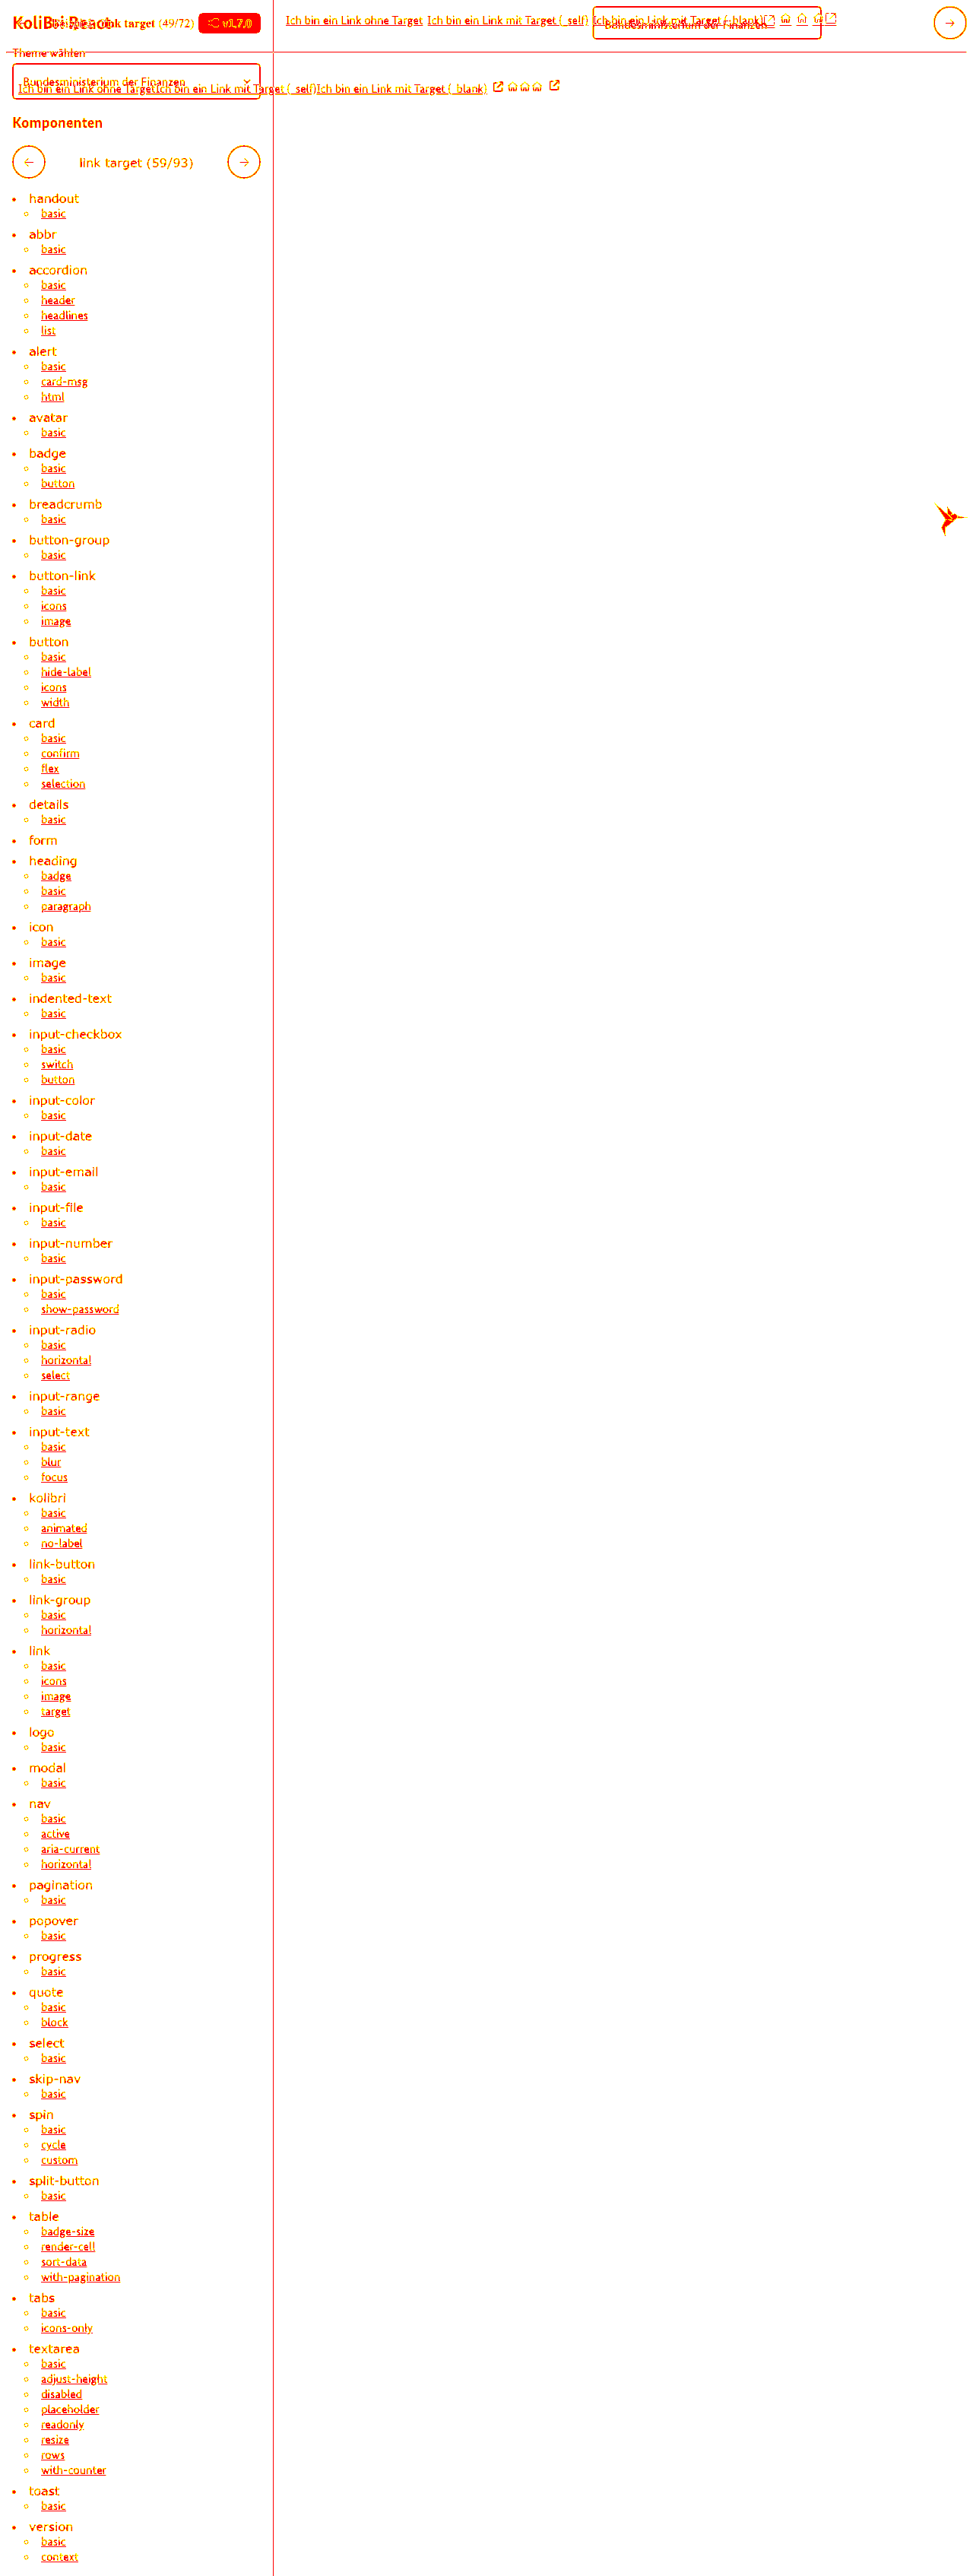 KoliBri React
link target (49/72)
v1.7.0
Ich bin ein Link ohne Target Ich bin ein Link mit Target (_self) Ich bin ein Link mit Target (_blank)
Bundesministerium der Finanzen
Theme wählen
Bundesministerium der Finanzen
Ich bin ein Link ohne Target Ich bin ein Link mit Target (_self) Ich bin ein Link mit Target (_blank)
Komponenten
link target (59/93)
handout
basic
abbr
basic
accordion
basic
header
headlines
list
alert
basic
card-msg
html
avatar
basic
badge
basic
button
breadcrumb
basic
button-group
basic
button-link
basic
icons
image
button
basic
hide-label
icons
width
card
basic
confirm
flex
selection
details
basic
form
heading
badge
basic
paragraph
icon
basic
image
basic
indented-text
basic
input-checkbox
basic
switch
button
input-color
basic
input-date
basic
input-email
basic
input-file
basic
input-number
basic
input-password
basic
show-password
input-radio
basic
horizontal
select
input-range
basic
input-text
basic
blur
focus
kolibri
basic
animated
no-label
link-button
basic
link-group
basic
horizontal
link
basic
icons
image
target
logo
basic
modal
basic
nav
basic
active
aria-current
horizontal
pagination
basic
popover
basic
progress
basic
quote
basic
block
select
basic
skip-nav
basic
spin
basic
cycle
custom
split-button
basic
table
badge-size
render-cell
sort-data
with-pagination
tabs
basic
icons-only
textarea
basic
adjust-height
disabled
placeholder
readonly
resize
rows
with-counter
toast
basic
version
basic
context